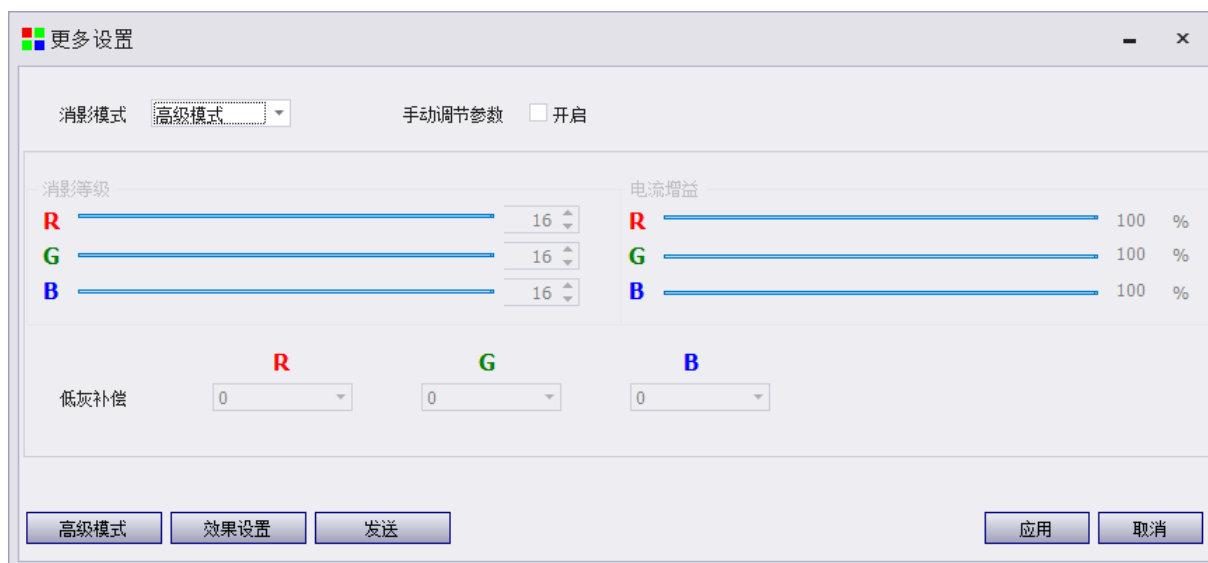 更多设置
消影模式 高级模式 手动调节参数 开启
消影等级 电流增益
R 16 R 100 %
G 16 G 100 %
B 16 B 100 %
R G B
低灰补偿 0 0 0
高级模式 效果设置 发送 应用 取消